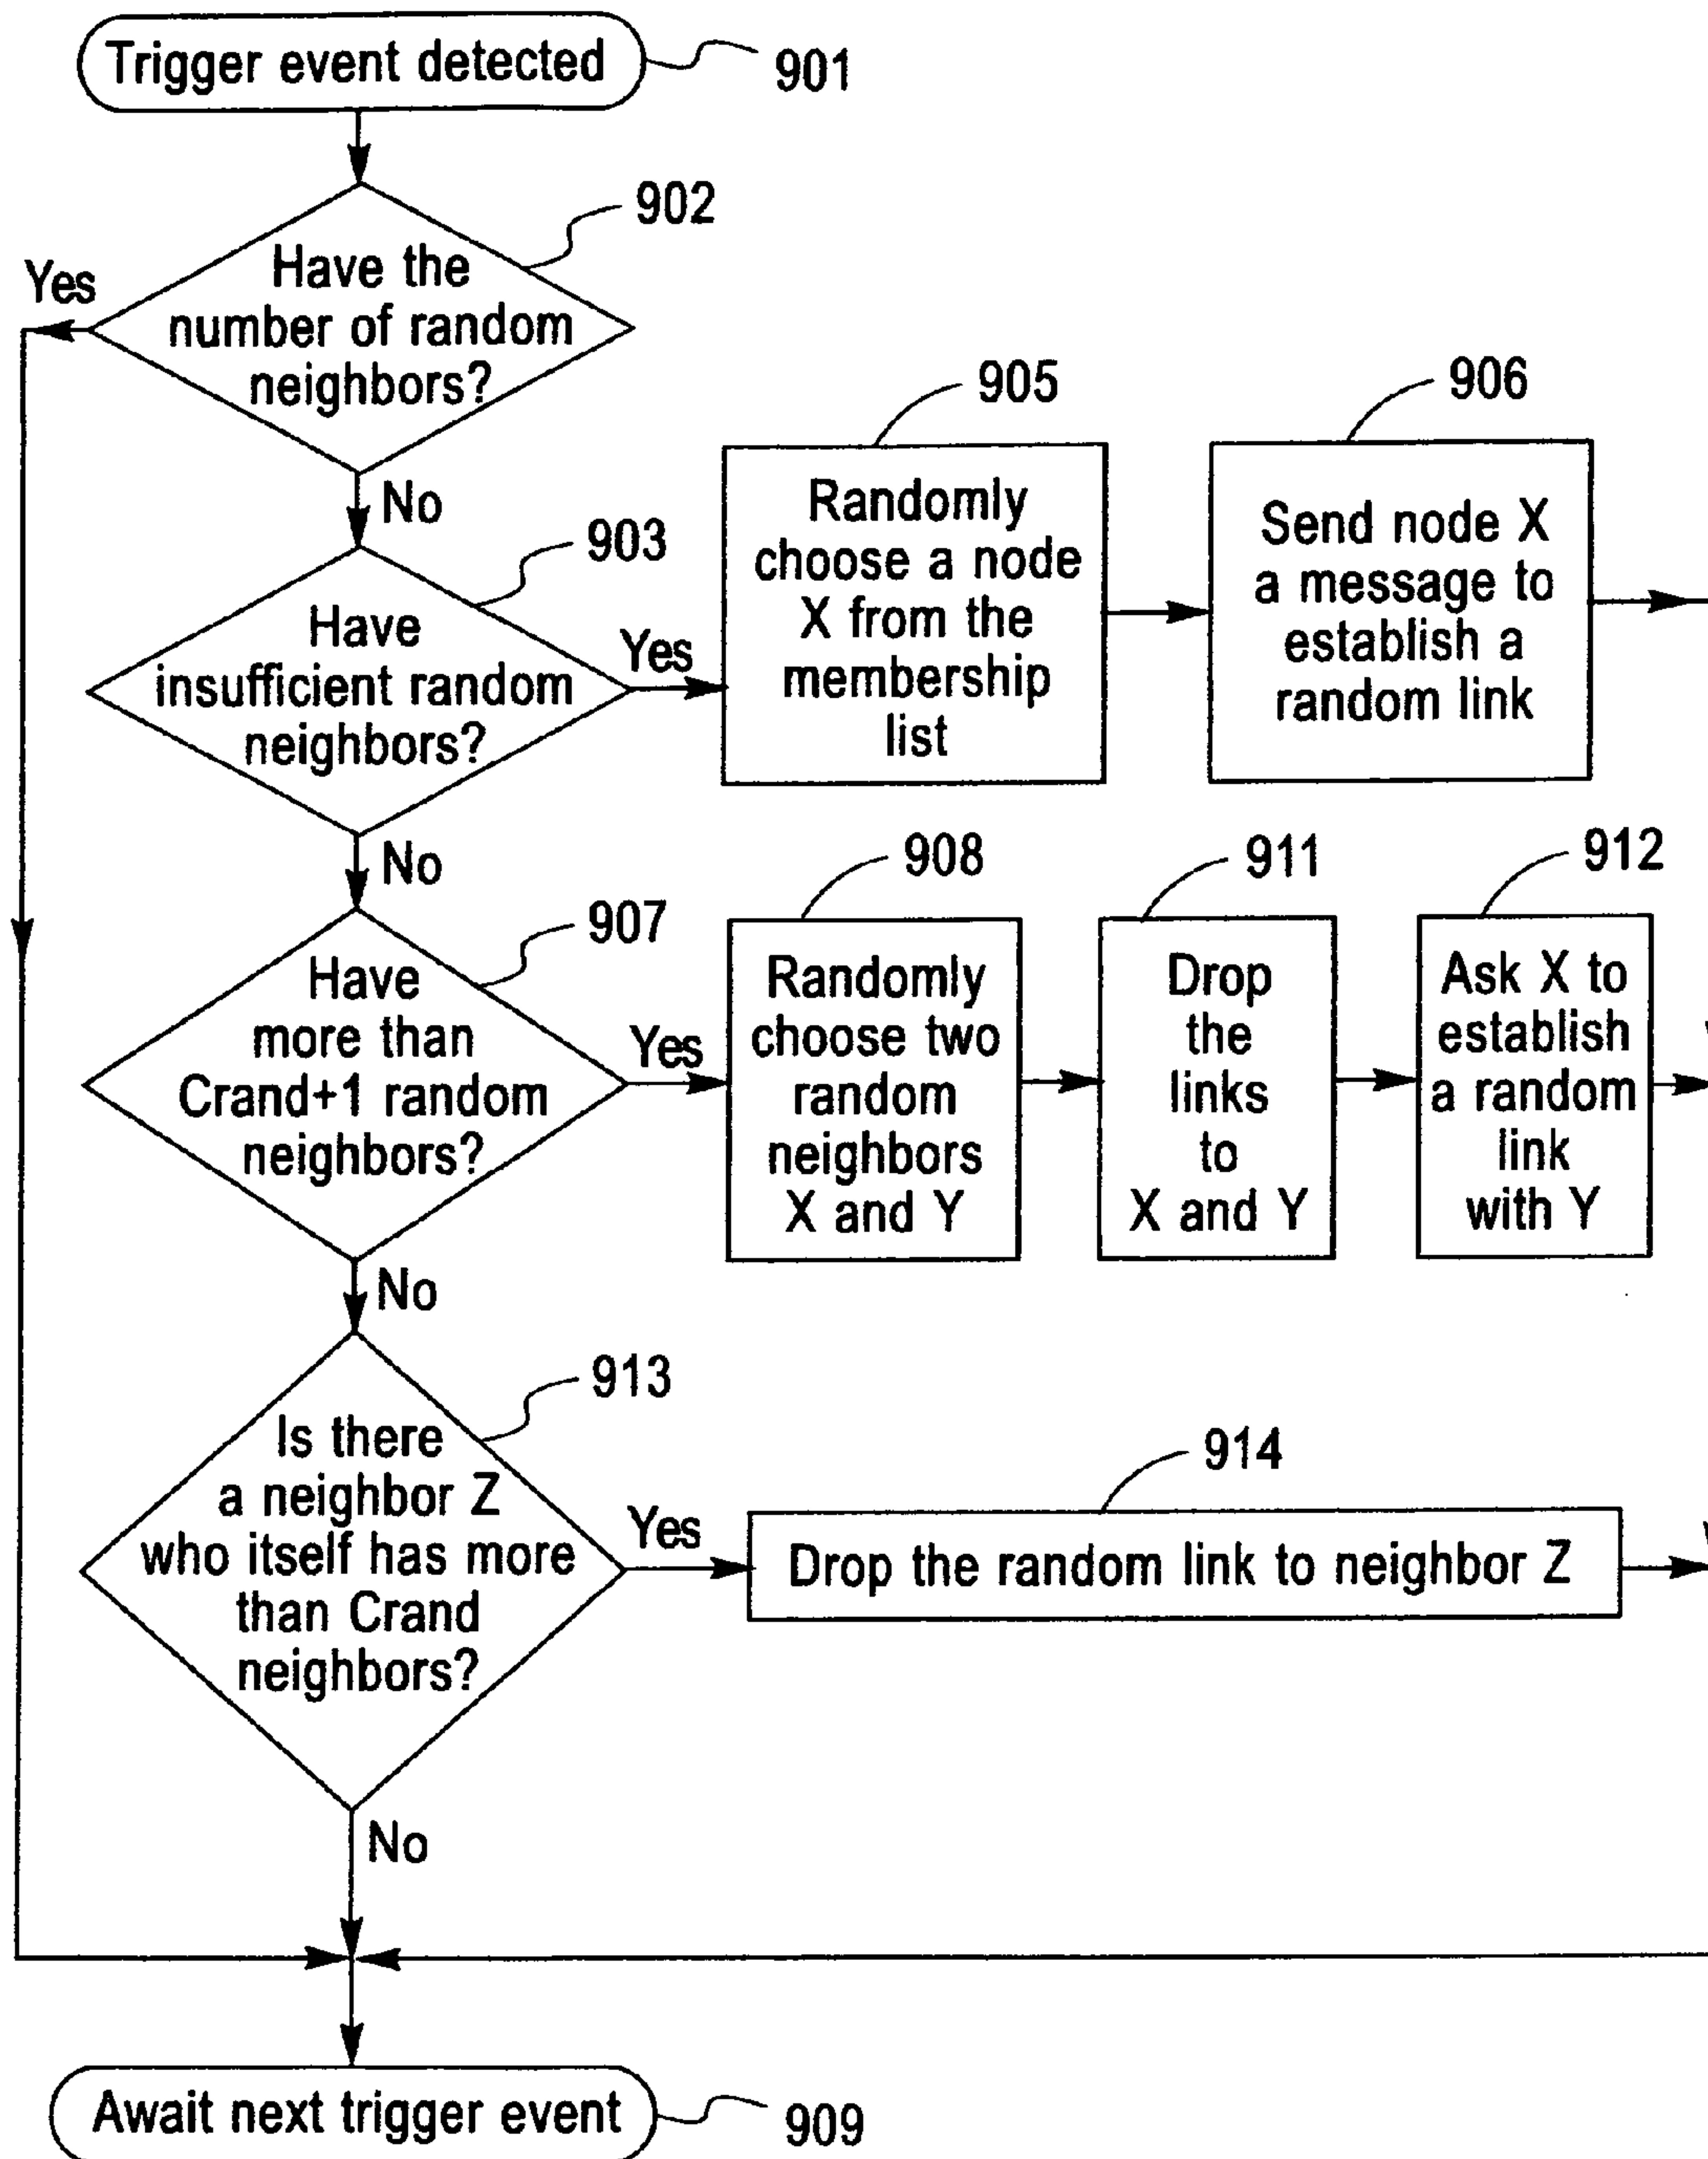 Trigger event detected
901
902
Yes
Have the
number of random
neighbors?
No
903
Have
insufficient random
neighbors?
Yes
905
Randomly
choose a node
X from the
membership
list
906
Send node X
a message to
establish a
random link
No
907
Have
more than
Crand+1 random
neighbors?
Yes
908
Randomly
choose two
random
neighbors
X and Y
911
Drop
the
links
to
X and Y
912
Ask X to
establish
a random
link
with Y
No
913
Is there
a neighbor Z
who itself has more
than Crand
neighbors?
Yes
914
Drop the random link to neighbor Z
No
Await next trigger event
909